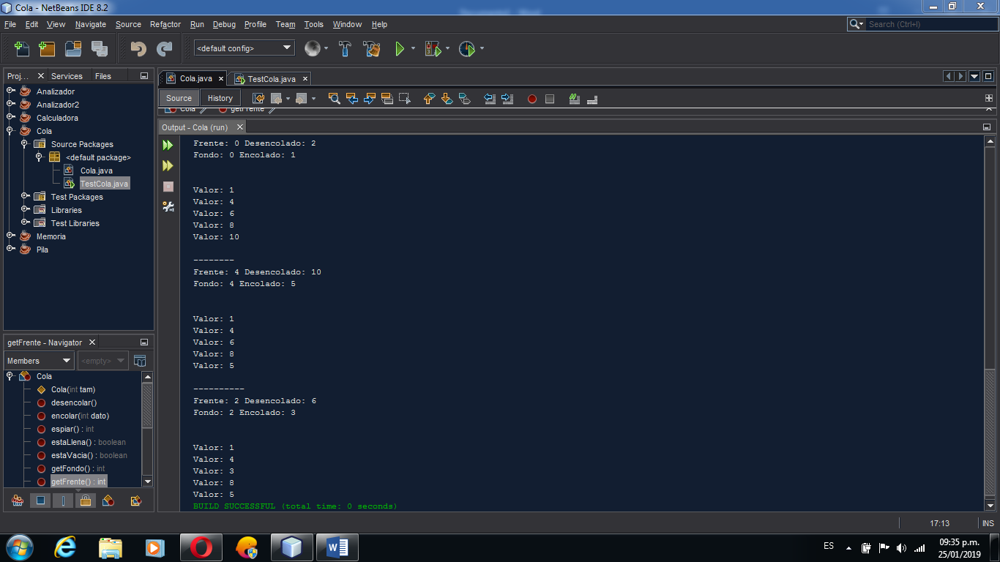 Cola - NetBeans IDE 8.2
File Edit View Navigate Source Refactor Run Debug Profile Team Tools Window Help
Search (Ctrl+I)
<default config>
Proj... Services Files
Analizador
Analizador2
Calculadora
Cola
Source Packages
<default package>
Cola.java
TestCola.java
Test Packages
Libraries
Test Libraries
Memoria
Pila
getFrente - Navigator
Members <empty>
Cola
Cola(int tam)
desencolar()
encolar(int dato)
espiar() : int
estaLlena() : boolean
estaVacia() : boolean
getFondo() : int
getFrente() : int
Cola.java TestCola.java
Source History
Cola getFrente
Output - Cola (run)
Frente: 0 Desencolado: 2
Fondo: 0 Encolado: 1
Valor: 1
Valor: 4
Valor: 6
Valor: 8
Valor: 10
--------
Frente: 4 Desencolado: 10
Fondo: 4 Encolado: 5
Valor: 1
Valor: 4
Valor: 6
Valor: 8
Valor: 5
----------
Frente: 2 Desencolado: 6
Fondo: 2 Encolado: 3
Valor: 1
Valor: 4
Valor: 3
Valor: 8
Valor: 5
BUILD SUCCESSFUL (total time: 0 seconds)
17:13 INS
ES
09:35 p.m.
25/01/2019